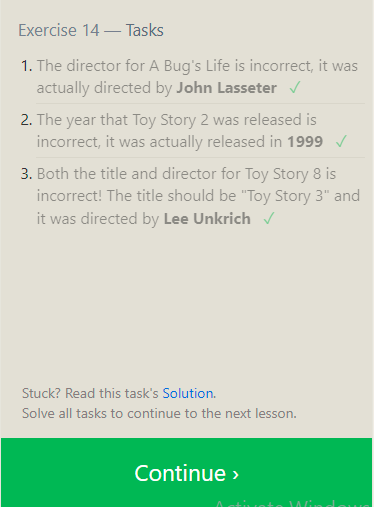 Exercise 14 — Tasks
1. The director for A Bug's Life is incorrect, it was
actually directed by John Lasseter ✓
2. The year that Toy Story 2 was released is
incorrect, it was actually released in 1999 ✓
3. Both the title and director for Toy Story 8 is
incorrect! The title should be "Toy Story 3" and
it was directed by Lee Unkrich ✓
Stuck? Read this task's Solution.
Solve all tasks to continue to the next lesson.
Continue ›
Activate Windows